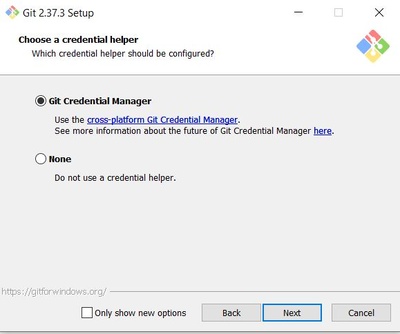 Git 2.37.3 Setup
Choose a credential helper
Which credential helper should be configured?
Git Credential Manager
Use the cross-platform Git Credential Manager.
See more information about the future of Git Credential Manager here.
None
Do not use a credential helper.
https://gitforwindows.org/
Only show new options
Back
Next
Cancel